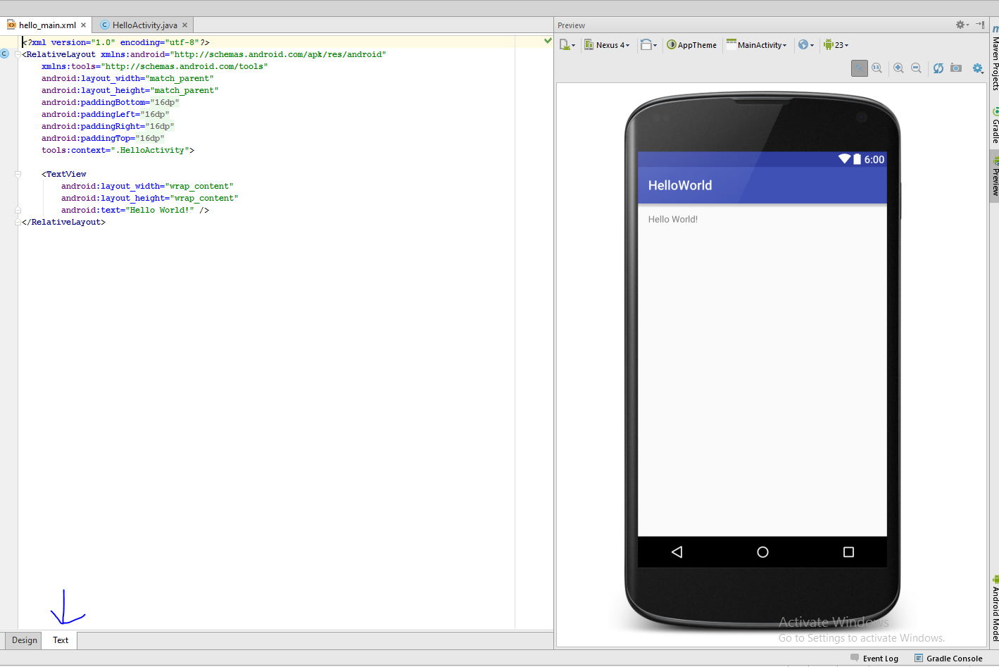 hello_main.xml
HelloActivity.java
Preview
<?xml version="1.0" encoding="utf-8"?>
<RelativeLayout xmlns:android="http://schemas.android.com/apk/res/android"
xmlns:tools="http://schemas.android.com/tools"
android:layout_width="match_parent"
android:layout_height="match_parent"
android:paddingBottom="16dp"
android:paddingLeft="16dp"
android:paddingRight="16dp"
android:paddingTop="16dp"
tools:context=".HelloActivity">
<TextView
android:layout_width="wrap_content"
android:layout_height="wrap_content"
android:text="Hello World!" />
</RelativeLayout>
Design
Text
Nexus 4
AppTheme
MainActivity
23
1:1
6:00
HelloWorld
Hello World!
Activate Windows
Go to Settings to activate Windows.
Maven Projects
Gradle
Preview
Android Model
Event Log
Gradle Console